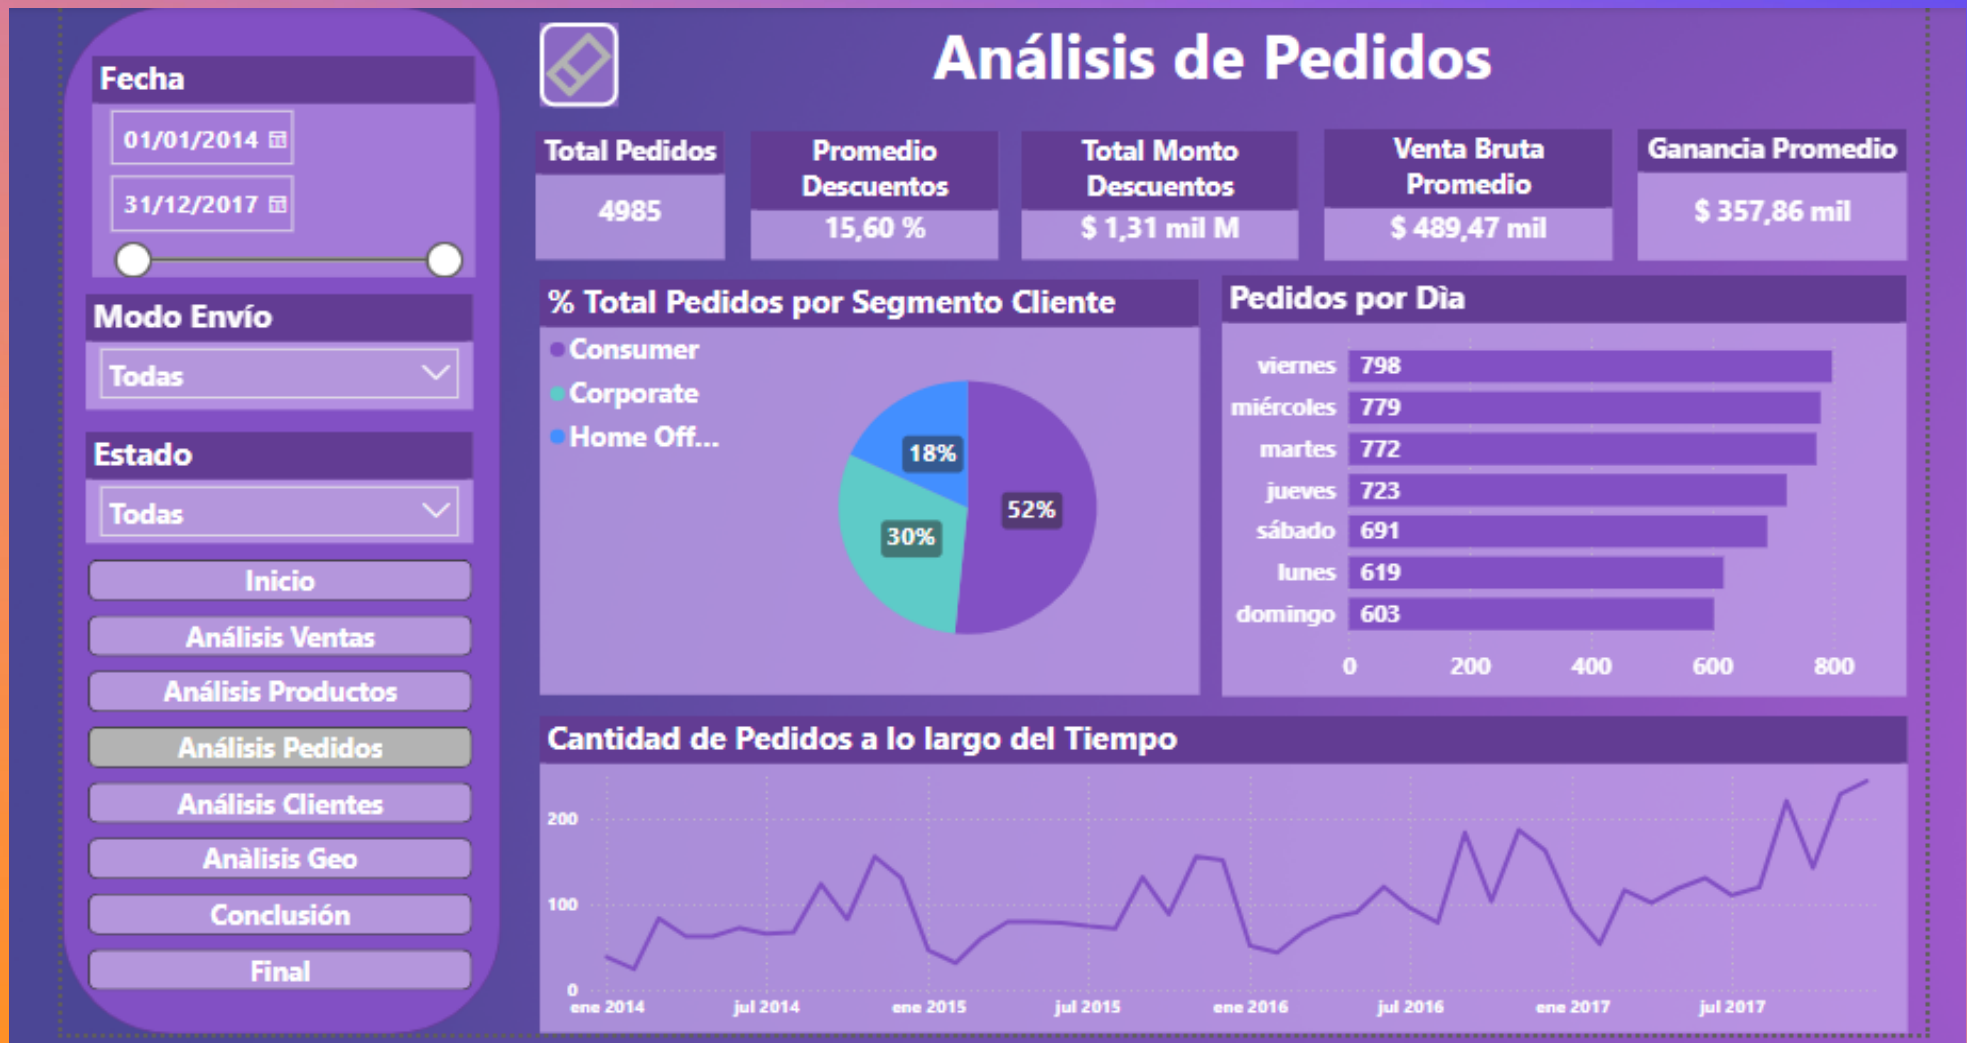 Fecha
01/01/2014
31/12/2017
Modo Envío
Todas
Estado
Todas
Inicio
Análisis Ventas
Análisis Productos
Análisis Pedidos
Análisis Clientes
Anàlisis Geo
Conclusión
Final
Análisis de Pedidos
Total Pedidos
4985
Promedio
Descuentos
15,60 %
Total Monto
Descuentos
$ 1,31 mil M
Venta Bruta
Promedio
$ 489,47 mil
Ganancia Promedio
$ 357,86 mil
% Total Pedidos por Segmento Cliente
Consumer
Corporate
Home Off...
18%
52%
30%
Pedidos por Dìa
viernes 798
miércoles 779
martes 772
jueves 723
sábado 691
lunes 619
domingo 603
0 200 400 600 800
Cantidad de Pedidos a lo largo del Tiempo
200
100
0
ene 2014 jul 2014 ene 2015 jul 2015 ene 2016 jul 2016 ene 2017 jul 2017